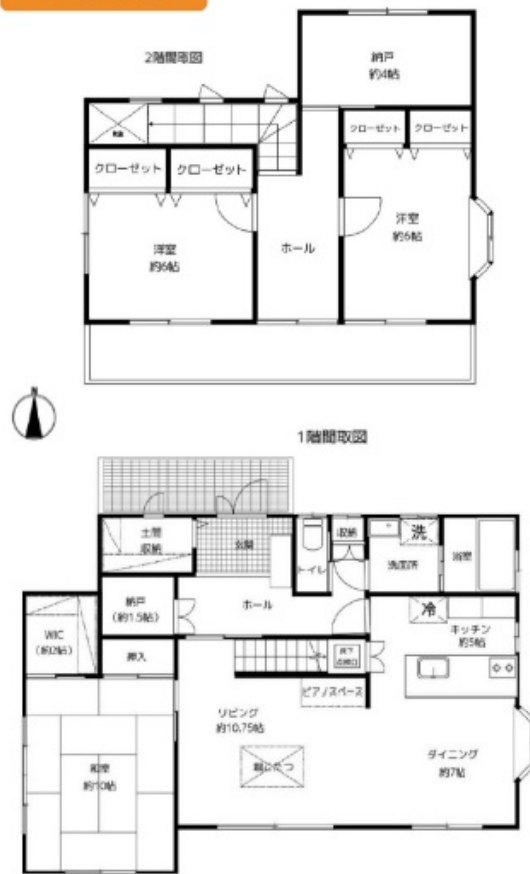 2階間取図
納戸
約4帖
クローゼット
クローゼット
クローゼット
クローゼット
洋室
約6帖
ホール
洋室
約6帖
N
1階間取図
土間
収納
玄関
トイレ
収納
洗面所
洗
浴室
納戸
(約1.5帖)
ホール
冷
キッチン
約5帖
WIC
(約2帖)
押入
床下
点検口
ピアノスペース
リビング
約10.75帖
掘ごたつ
ダイニング
約7帖
和室
約10帖